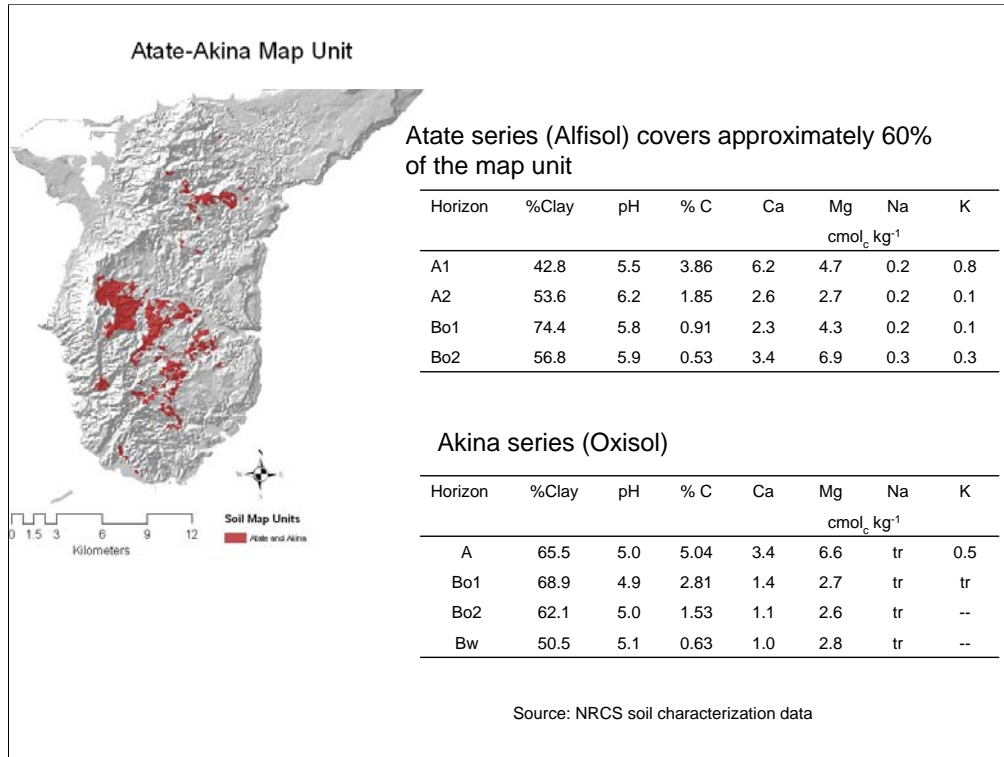 Atate-Akina Map Unit
Atate series (Alfisol) covers approximately 60%
of the map unit
Horizon %Clay pH % C Ca Mg Na K
cmolc kg-1
A1 42.8 5.5 3.86 6.2 4.7 0.2 0.8
A2 53.6 6.2 1.85 2.6 2.7 0.2 0.1
Bo1 74.4 5.8 0.91 2.3 4.3 0.2 0.1
Bo2 56.8 5.9 0.53 3.4 6.9 0.3 0.3
Akina series (Oxisol)
Horizon %Clay pH % C Ca Mg Na K
cmolc kg-1
A 65.5 5.0 5.04 3.4 6.6 tr 0.5
Bo1 68.9 4.9 2.81 1.4 2.7 tr tr
Bo2 62.1 5.0 1.53 1.1 2.6 tr --
Bw 50.5 5.1 0.63 1.0 2.8 tr --
0 1.5 3 6 9 12
Kilometers
Soil Map Units
Atate and Akina
Source: NRCS soil characterization data